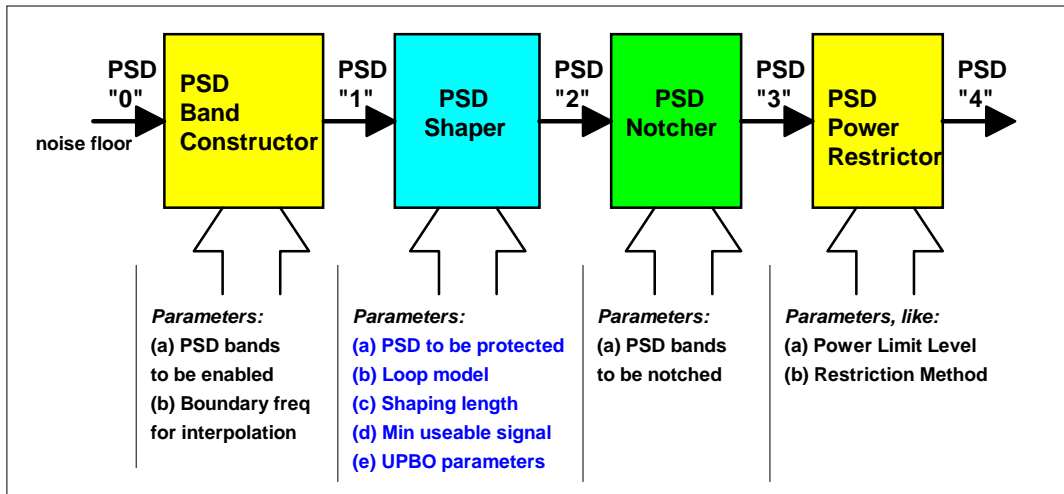 PSD
"0"
noise floor
PSD
Band
Constructor
PSD
"1"
PSD
Shaper
PSD
"2"
PSD
Notcher
PSD
"3"
PSD
Power
Restrictor
PSD
"4"
Parameters:
(a) PSD bands
to be enabled
(b) Boundary freq
for interpolation
Parameters:
(a) PSD to be protected
(b) Loop model
(c) Shaping length
(d) Min useable signal
(e) UPBO parameters
Parameters:
(a) PSD bands
to be notched
Parameters, like:
(a) Power Limit Level
(b) Restriction Method